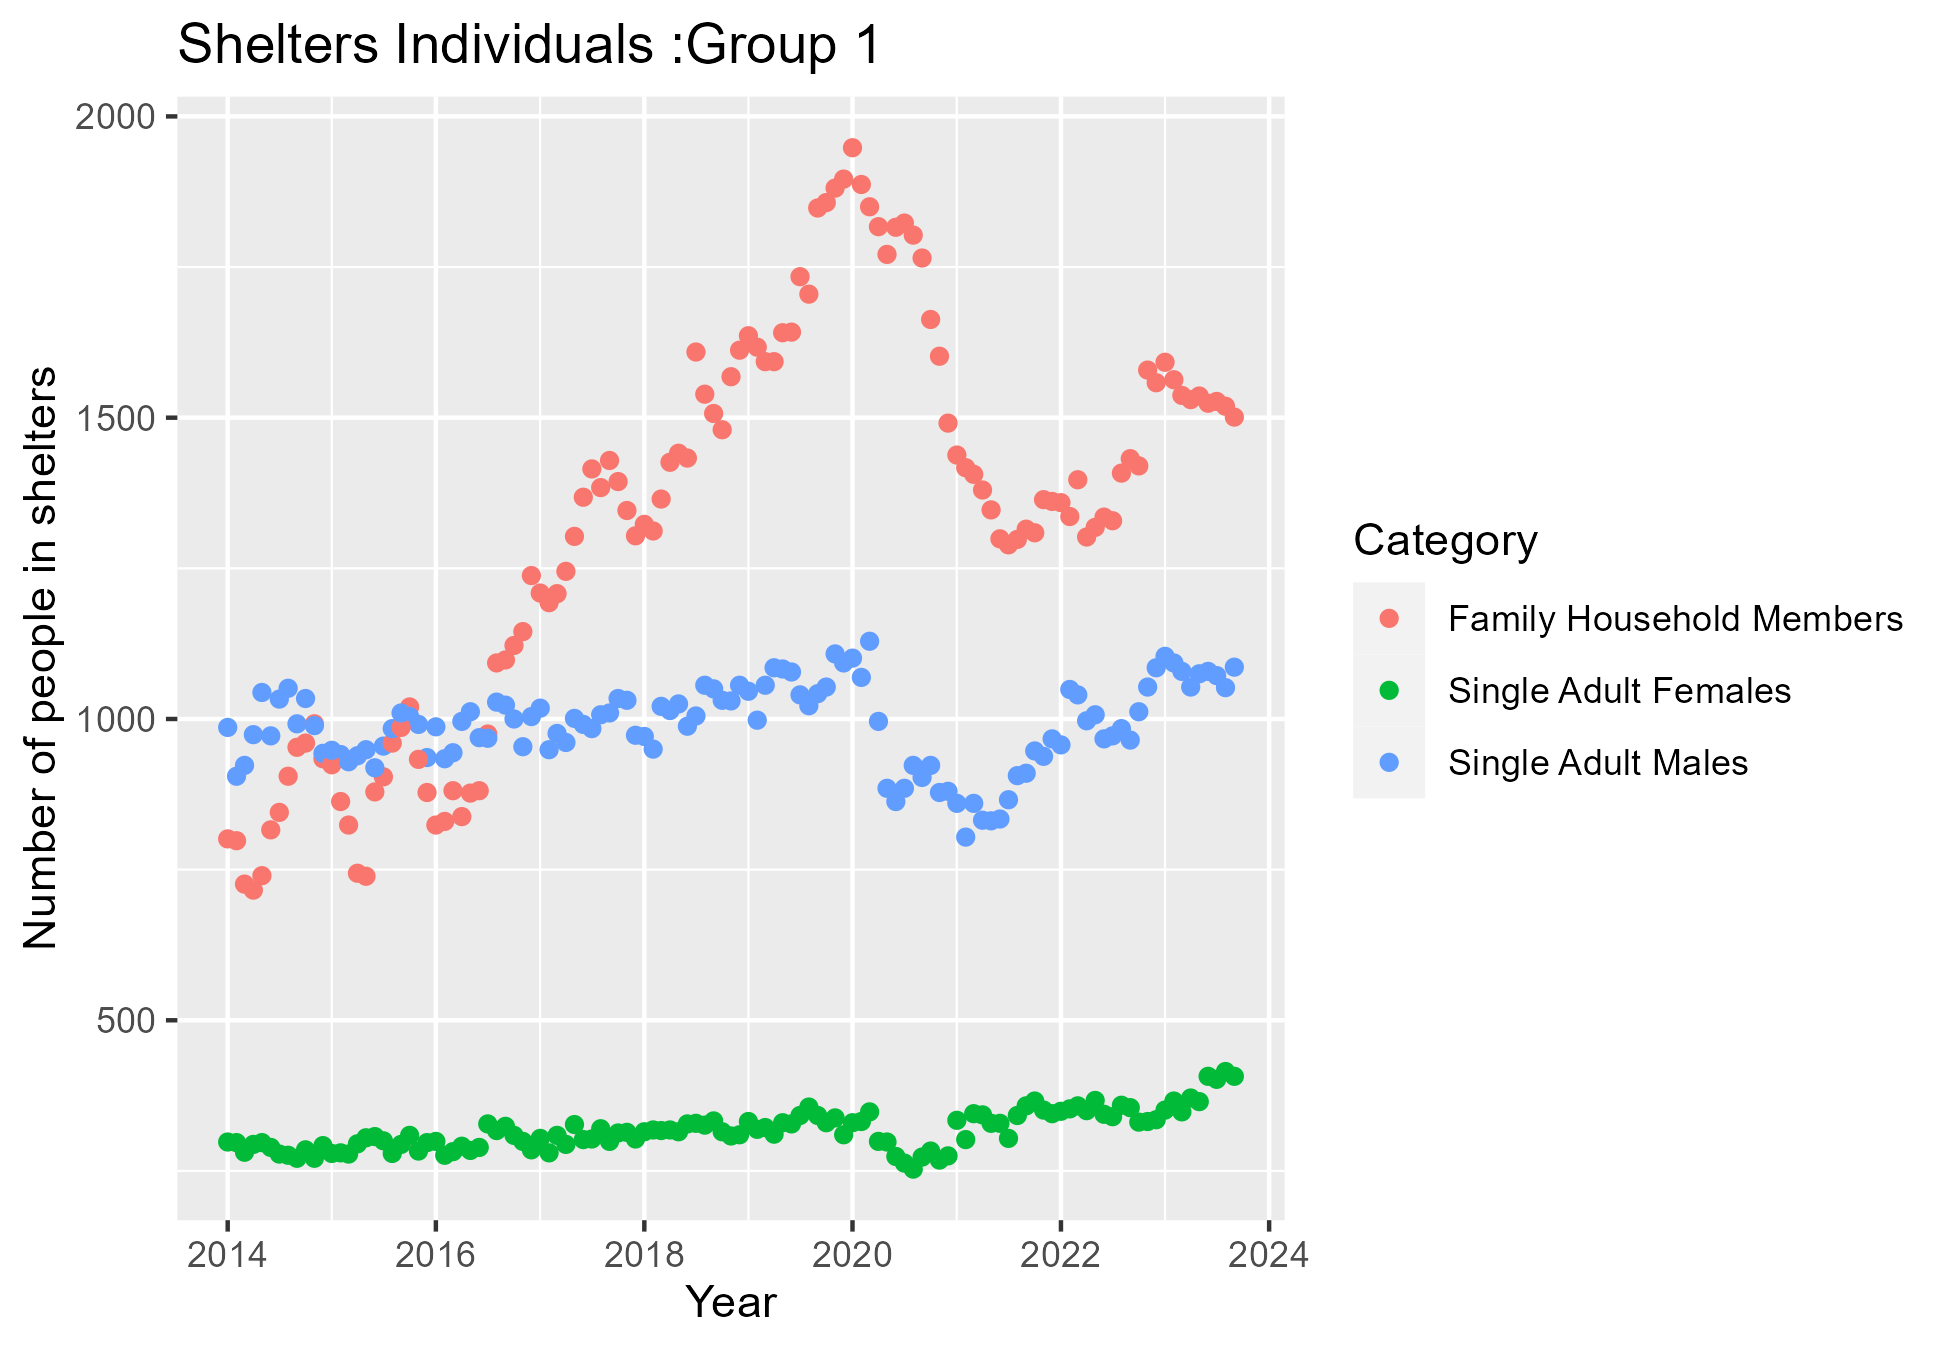 Shelters Individuals :Group 1
Number of people in shelters
2000
1500
1000
500
2014 2016 2018 2020 2022 2024
Year
Category
Family Household Members
Single Adult Females
Single Adult Males